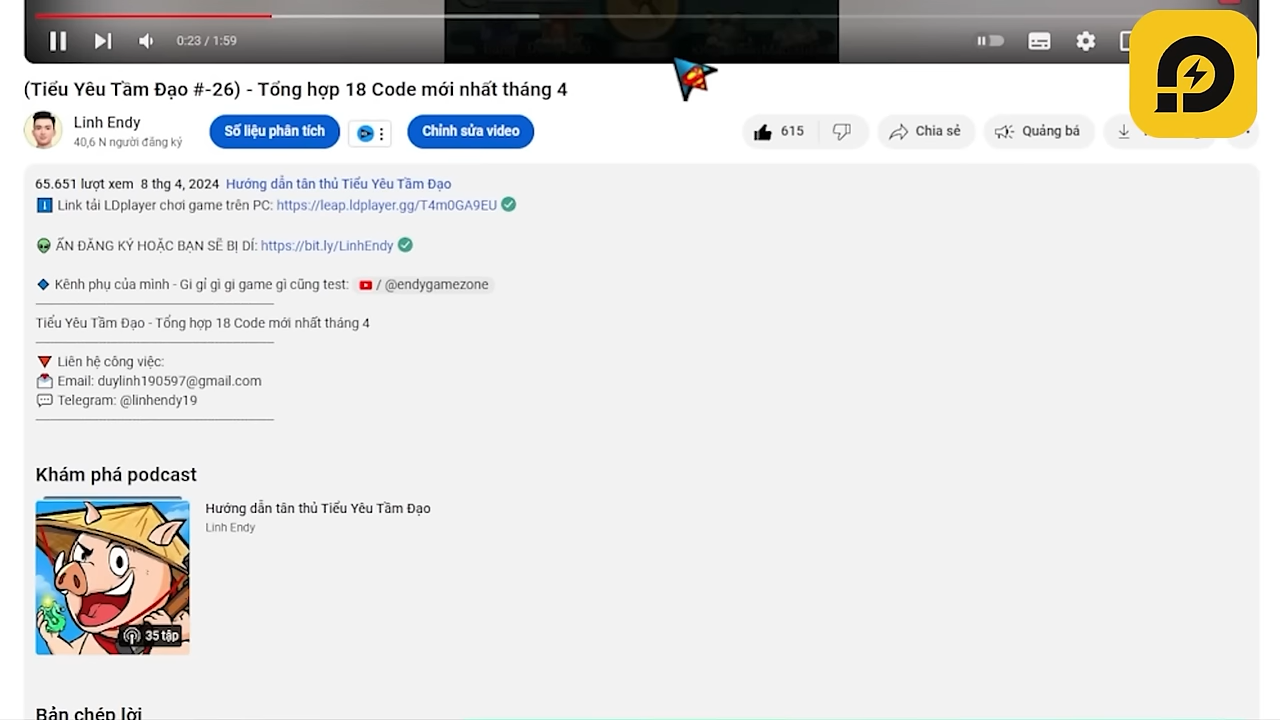 0:23 / 1:59
(Tiểu Yêu Tầm Đạo #-26) - Tổng hợp 18 Code mới nhất tháng 4
Linh Endy
40,6 N người đăng ký
Số liệu phân tích
Chỉnh sửa video
615
Chia sẻ
Quảng bá
65.651 lượt xem 8 thg 4, 2024 Hướng dẫn tân thủ Tiểu Yêu Tầm Đạo
Link tải LDplayer chơi game trên PC: https://leap.ldplayer.gg/T4m0GA9EU
ẤN ĐĂNG KÝ HOẶC BẠN SẼ BỊ DÍ: https://bit.ly/LinhEndy
Kênh phụ của mình - Gi gỉ gì gi game gì cũng test: / @endygamezone
Tiểu Yêu Tầm Đạo - Tổng hợp 18 Code mới nhất tháng 4
Liên hệ công việc:
Email: duylinh190597@gmail.com
Telegram: @linhendy19
Khám phá podcast
Hướng dẫn tân thủ Tiểu Yêu Tầm Đạo
Linh Endy
35 tập
Bản chép lời